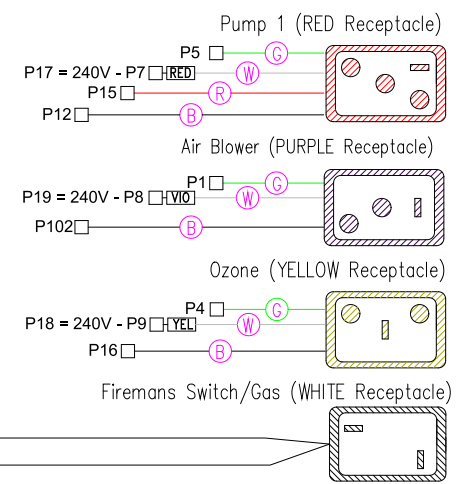 Pump 1 (RED Receptacle)
P5 G
P17 = 240V - P7 RED W
P15 R
P12 B
Air Blower (PURPLE Receptacle)
P1 G
P19 = 240V - P8 VIO W
P102 B
Ozone (YELLOW Receptacle)
P4 G
P18 = 240V - P9 YEL W
P16 B
Firemans Switch/Gas (WHITE Receptacle)